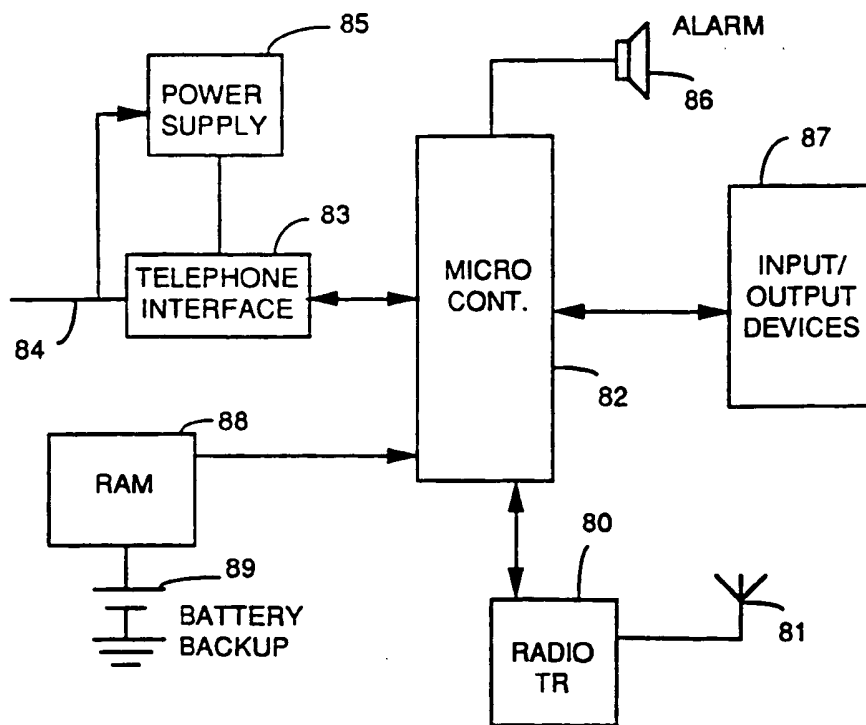 85
ALARM
POWER
SUPPLY
86
87
83
TELEPHONE
INTERFACE
MICRO
CONT.
INPUT/
OUTPUT
DEVICES
84
82
88
RAM
80
89
BATTERY
BACKUP
81
RADIO
TR